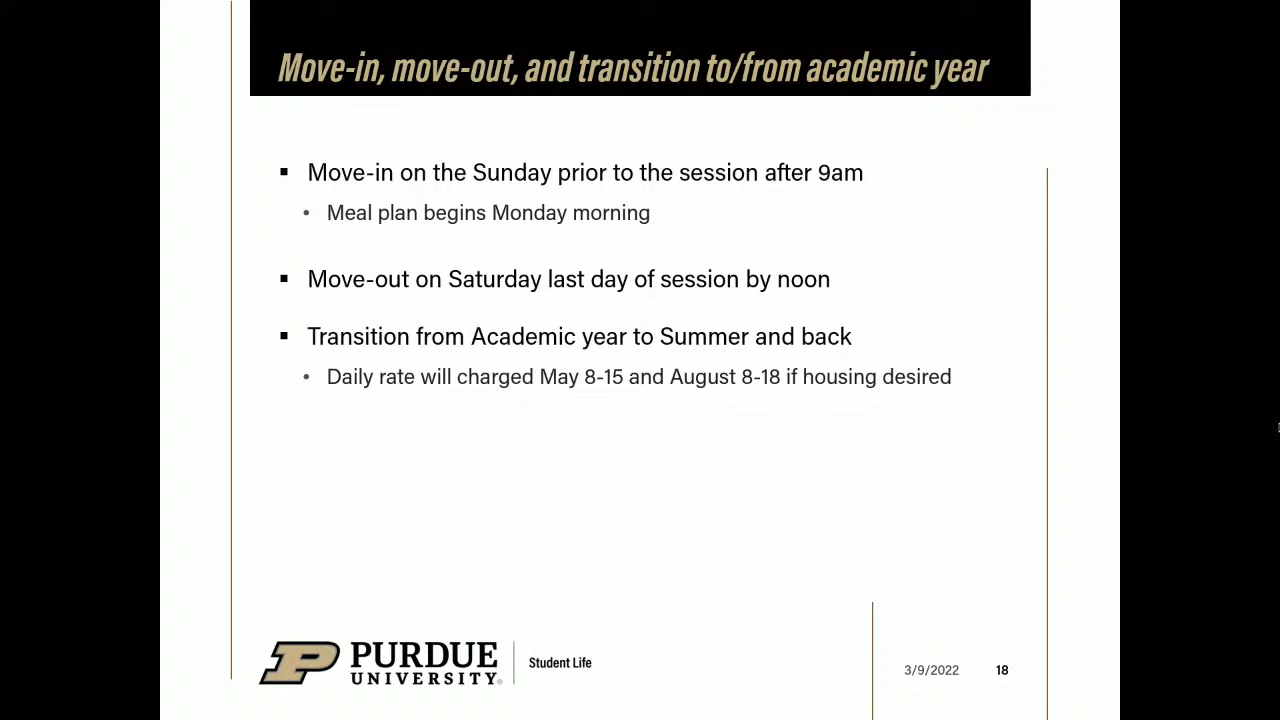 Move-in, move-out, and transition to/from academic year
▪ Move-in on the Sunday prior to the session after 9am
• Meal plan begins Monday morning
▪ Move-out on Saturday last day of session by noon
▪ Transition from Academic year to Summer and back
• Daily rate will charged May 8-15 and August 8-18 if housing desired
P PURDUE
UNIVERSITY®
Student Life
3/9/2022
18